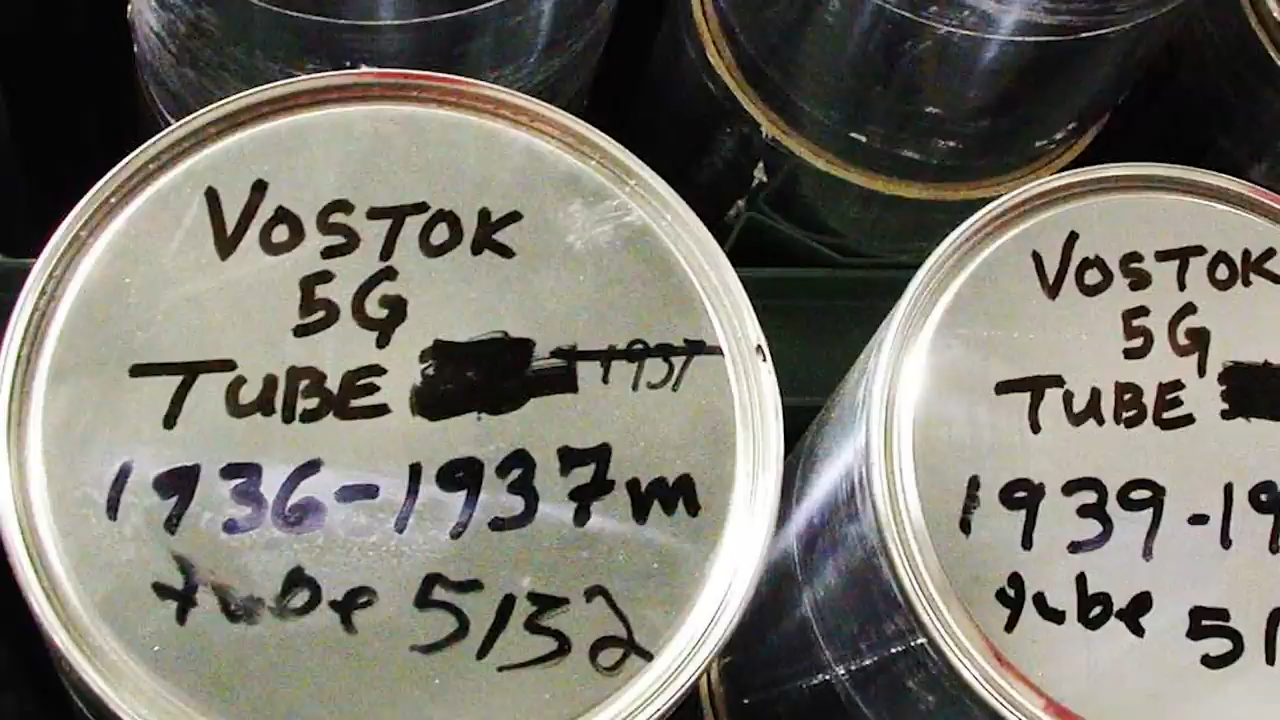 VOSTOK
5G
TUBE 1937
1936-1937m
tube 5132
VOSTOK
5G
TUBE
1939-19
tube 51